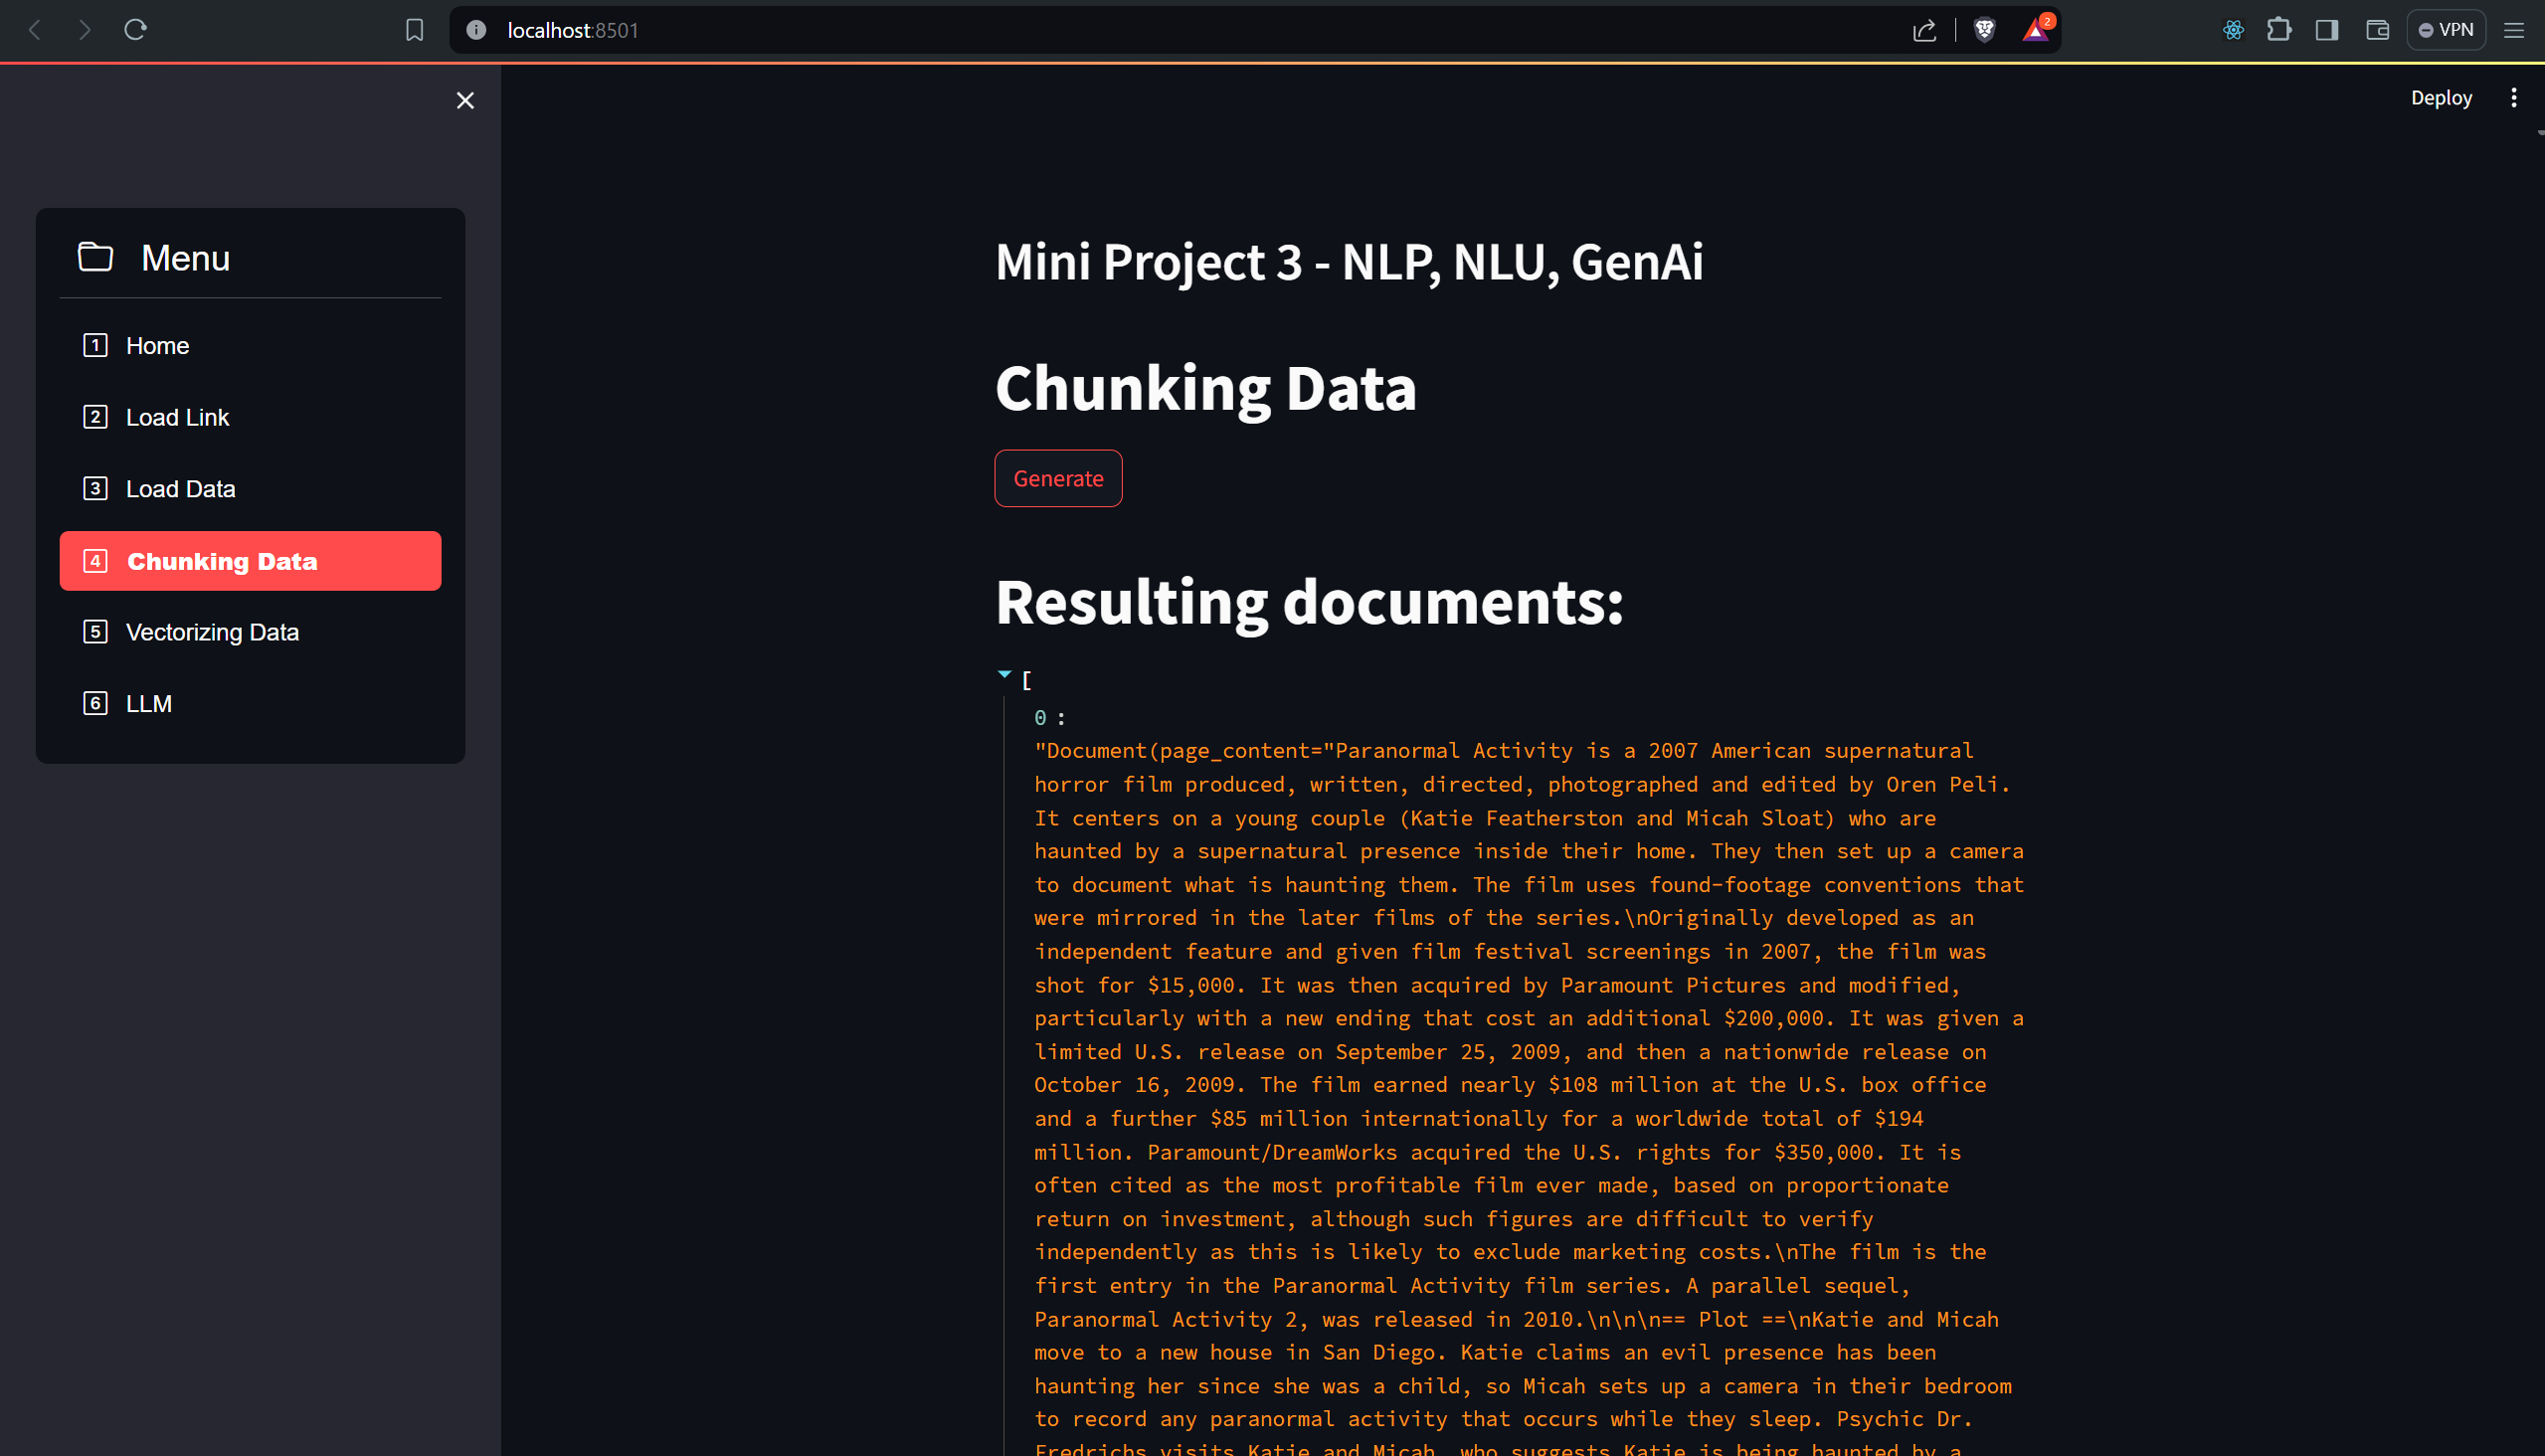 localhost:8501
2
VPN
Deploy
Menu
1 Home
2 Load Link
3 Load Data
4 Chunking Data
5 Vectorizing Data
6 LLM
Mini Project 3 - NLP, NLU, GenAi
Chunking Data
Generate
Resulting documents:
[
0 :
"Document(page_content="Paranormal Activity is a 2007 American supernatural
horror film produced, written, directed, photographed and edited by Oren Peli.
It centers on a young couple (Katie Featherston and Micah Sloat) who are
haunted by a supernatural presence inside their home. They then set up a camera
to document what is haunting them. The film uses found-footage conventions that
were mirrored in the later films of the series.\nOriginally developed as an
independent feature and given film festival screenings in 2007, the film was
shot for $15,000. It was then acquired by Paramount Pictures and modified,
particularly with a new ending that cost an additional $200,000. It was given a
limited U.S. release on September 25, 2009, and then a nationwide release on
October 16, 2009. The film earned nearly $108 million at the U.S. box office
and a further $85 million internationally for a worldwide total of $194
million. Paramount/DreamWorks acquired the U.S. rights for $350,000. It is
often cited as the most profitable film ever made, based on proportionate
return on investment, although such figures are difficult to verify
independently as this is likely to exclude marketing costs.\nThe film is the
first entry in the Paranormal Activity film series. A parallel sequel,
Paranormal Activity 2, was released in 2010.\n\n\n== Plot ==\nKatie and Micah
move to a new house in San Diego. Katie claims an evil presence has been
haunting her since she was a child, so Micah sets up a camera in their bedroom
to record any paranormal activity that occurs while they sleep. Psychic Dr.
Fredrichs visits Katie and Micah, who suggests Katie is being haunted by a